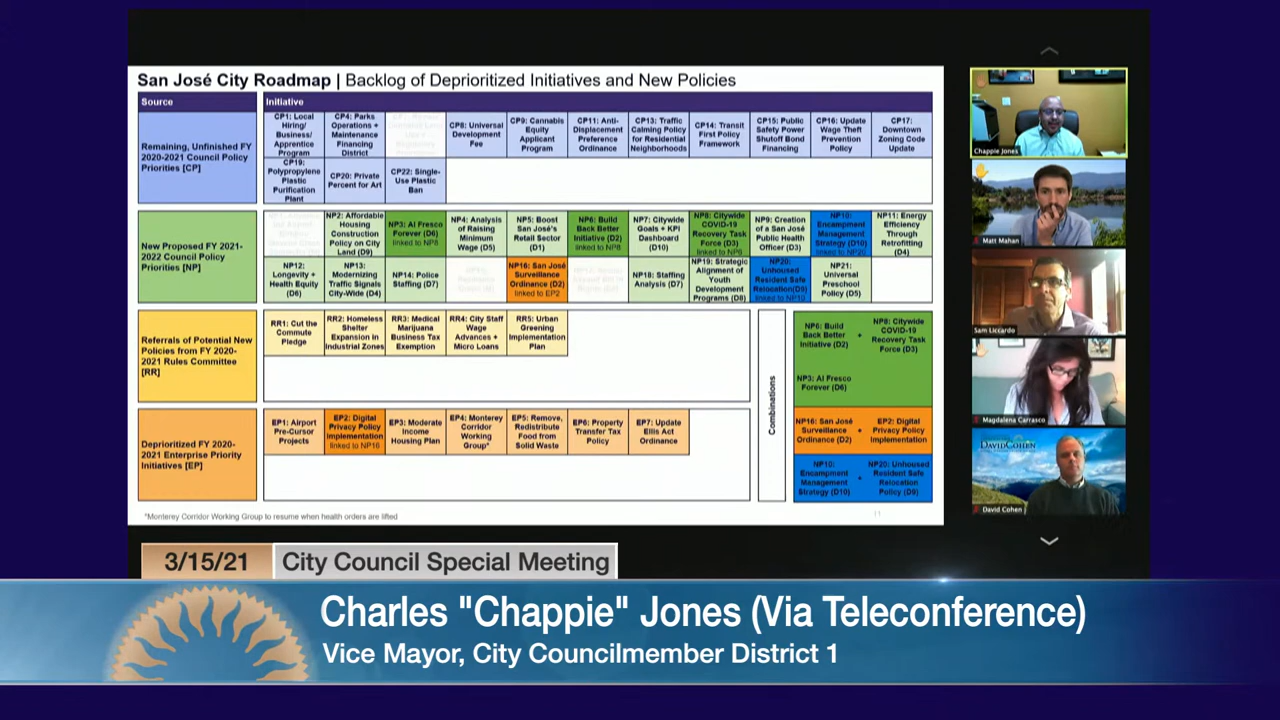 San José City Roadmap | Backlog of Deprioritized Initiatives and New Policies
Source
Initiative
Remaining, Unfinished FY
2020-2021 Council Policy
Priorities [CP]
CP1: Local
Hiring/
Business/
Apprentice
Program
CP4: Parks
Operations +
Maintenance
Financing
District
CP8: Universal
Development
Fee
CP9: Cannabis
Equity
Applicant
Program
CP11: Anti-
Displacement
Preference
Ordinance
CP13: Traffic
Calming Policy
for Residential
Neighborhoods
CP14: Transit
First Policy
Framework
CP15: Public
Safety Power
Shutoff Bond
Financing
CP16: Update
Wage Theft
Prevention
Policy
CP17:
Downtown
Zoning Code
Update
CP19:
Polypropylene
Plastic
Purification
Plant
CP20: Private
Percent for Art
CP22: Single-
Use Plastic
Ban
New Proposed FY 2021-
2022 Council Policy
Priorities [NP]
NP2: Affordable
Housing
Construction
Policy on City
Land (D9)
NP3: Al Fresco
Forever (D6)
linked to NP8
NP4: Analysis
of Raising
Minimum
Wage (D5)
NP5: Boost
San José's
Retail Sector
(D1)
NP6: Build
Back Better
Initiative (D2)
linked to NP8
NP7: Citywide
Goals + KPI
Dashboard
(D10)
NP8: Citywide
COVID-19
Recovery Task
Force (D3)
linked to NP6
NP9: Creation
of a San José
Public Health
Officer (D3)
NP10:
Encampment
Management
Strategy (D10)
linked to NP20
NP11: Energy
Efficiency
Through
Retrofitting
(D4)
NP12:
Longevity +
Health Equity
(D6)
NP13:
Modernizing
Traffic Signals
City-Wide (D4)
NP14: Police
Staffing (D7)
NP16: San José
Surveillance
Ordinance (D2)
linked to EP2
NP18: Staffing
Analysis (D7)
NP19: Strategic
Alignment of
Youth
Development
Programs (D8)
NP20:
Unhoused
Resident Safe
Relocation(D9)
linked to NP10
NP21:
Universal
Preschool
Policy (D5)
Referrals of Potential New
Policies from FY 2020-
2021 Rules Committee
[RR]
RR1: Cut the
Commute
Pledge
RR2: Homeless
Shelter
Expansion in
Industrial Zones
RR3: Medical
Marijuana
Business Tax
Exemption
RR4: City Staff
Wage
Advances +
Micro Loans
RR5: Urban
Greening
Implementation
Plan
Deprioritized FY 2020-
2021 Enterprise Priority
Initiatives [EP]
EP1: Airport
Pre-Cursor
Projects
EP2: Digital
Privacy Policy
Implementation
linked to NP16
EP3: Moderate
Income
Housing Plan
EP4: Monterey
Corridor
Working
Group*
EP5: Remove,
Redistribute
Food from
Solid Waste
EP6: Property
Transfer Tax
Policy
EP7: Update
Ellis Act
Ordinance
Combinations
NP6: Build
Back Better
Initiative (D2)
+
NP8: Citywide
COVID-19
Recovery Task
Force (D3)
NP3: Al Fresco
Forever (D6)
NP16: San José
Surveillance
Ordinance (D2)
+
EP2: Digital
Privacy Policy
Implementation
NP10:
Encampment
Management
Strategy (D10)
+
NP20: Unhoused
Resident Safe
Relocation
Policy (D9)
*Monterey Corridor Working Group to resume when health orders are lifted
Chappie Jones
Matt Mahan
Sam Liccardo
Magdalena Carrasco
DAVID COHEN
David Cohen
3/15/21
City Council Special Meeting
Charles "Chappie" Jones (Via Teleconference)
Vice Mayor, City Councilmember District 1